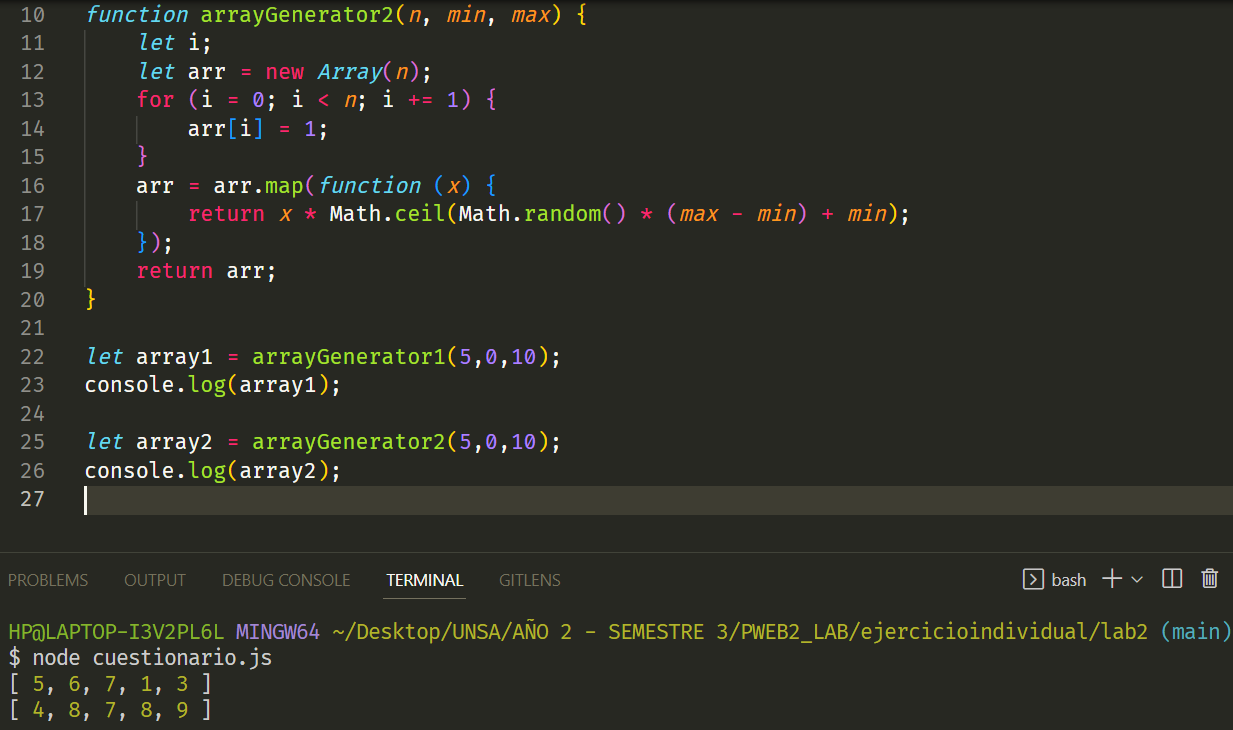 10 function arrayGenerator2(n, min, max) {
11     let i;
12     let arr = new Array(n);
13     for (i = 0; i < n; i += 1) {
14         arr[i] = 1;
15     }
16     arr = arr.map(function (x) {
17         return x * Math.ceil(Math.random() * (max - min) + min);
18     });
19     return arr;
20 }
21
22 let array1 = arrayGenerator1(5,0,10);
23 console.log(array1);
24
25 let array2 = arrayGenerator2(5,0,10);
26 console.log(array2);
27
PROBLEMS OUTPUT DEBUG CONSOLE TERMINAL GITLENS bash
HP@LAPTOP-I3V2PL6L MINGW64 ~/Desktop/UNSA/AÑO 2 - SEMESTRE 3/PWEB2_LAB/ejercicioindividual/lab2 (main)
$ node cuestionario.js
[ 5, 6, 7, 1, 3 ]
[ 4, 8, 7, 8, 9 ]